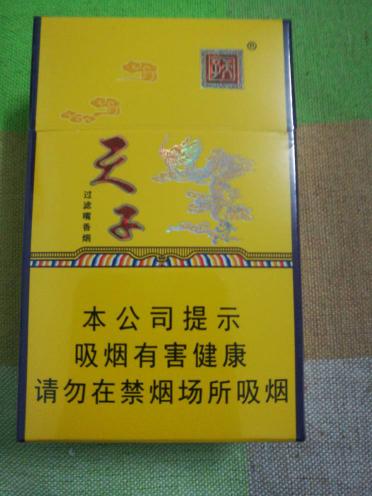 ®
天子
过滤嘴香烟
本公司提示
吸烟有害健康
请勿在禁烟场所吸烟